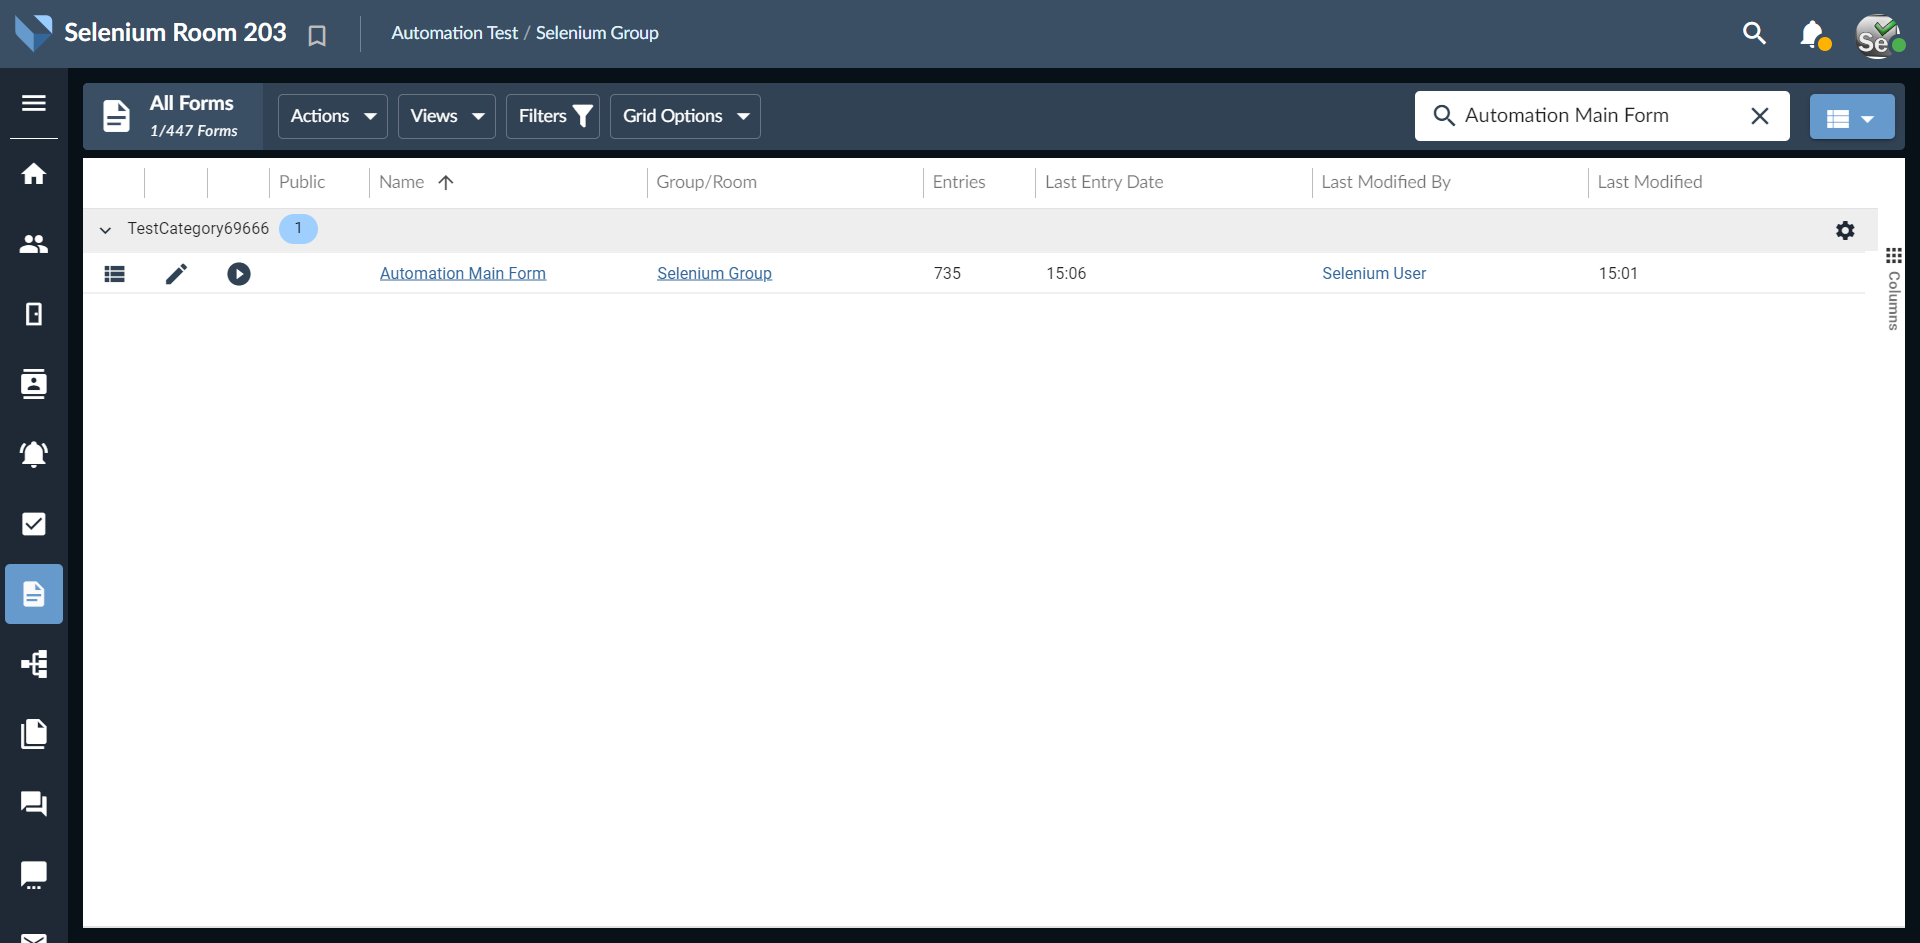 Selenium Room 203
Automation Test / Selenium Group
Se
All Forms
1/447 Forms
Actions
Views
Filters
Grid Options
Automation Main Form
Public
Name
Group/Room
Entries
Last Entry Date
Last Modified By
Last Modified
TestCategory69666
1
Automation Main Form
Selenium Group
735
15:06
Selenium User
15:01
Columns